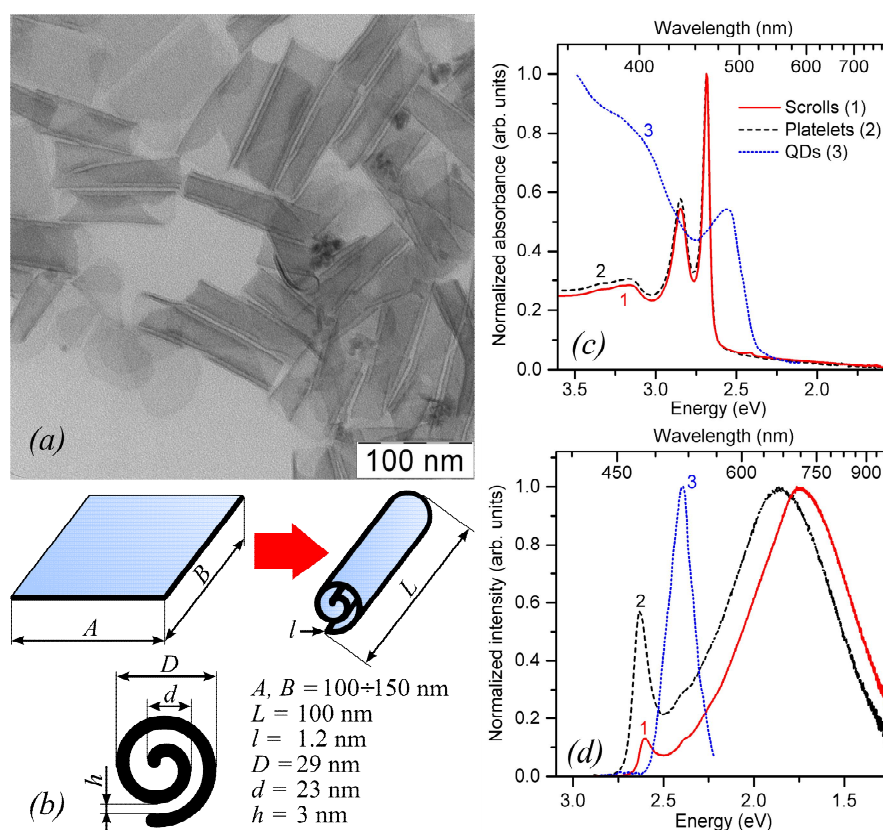 (a)
100 nm
A
B
L
l
D
d
h
A, B = 100÷150 nm
L = 100 nm
l = 1.2 nm
D = 29 nm
d = 23 nm
h = 3 nm
(b)
Wavelength (nm)
400 500 600 700
Normalized absorbance (arb. units)
1.0
0.8
0.6
0.4
0.2
0.0
3
Scrolls (1)
Platelets (2)
QDs (3)
2
1
(c)
3.5 3.0 2.5 2.0
Energy (eV)
Wavelength (nm)
450 600 750 900
Normalized intensity (arb. units)
1.0
0.8
0.6
0.4
0.2
0.0
3
2
1
(d)
3.0 2.5 2.0 1.5
Energy (eV)